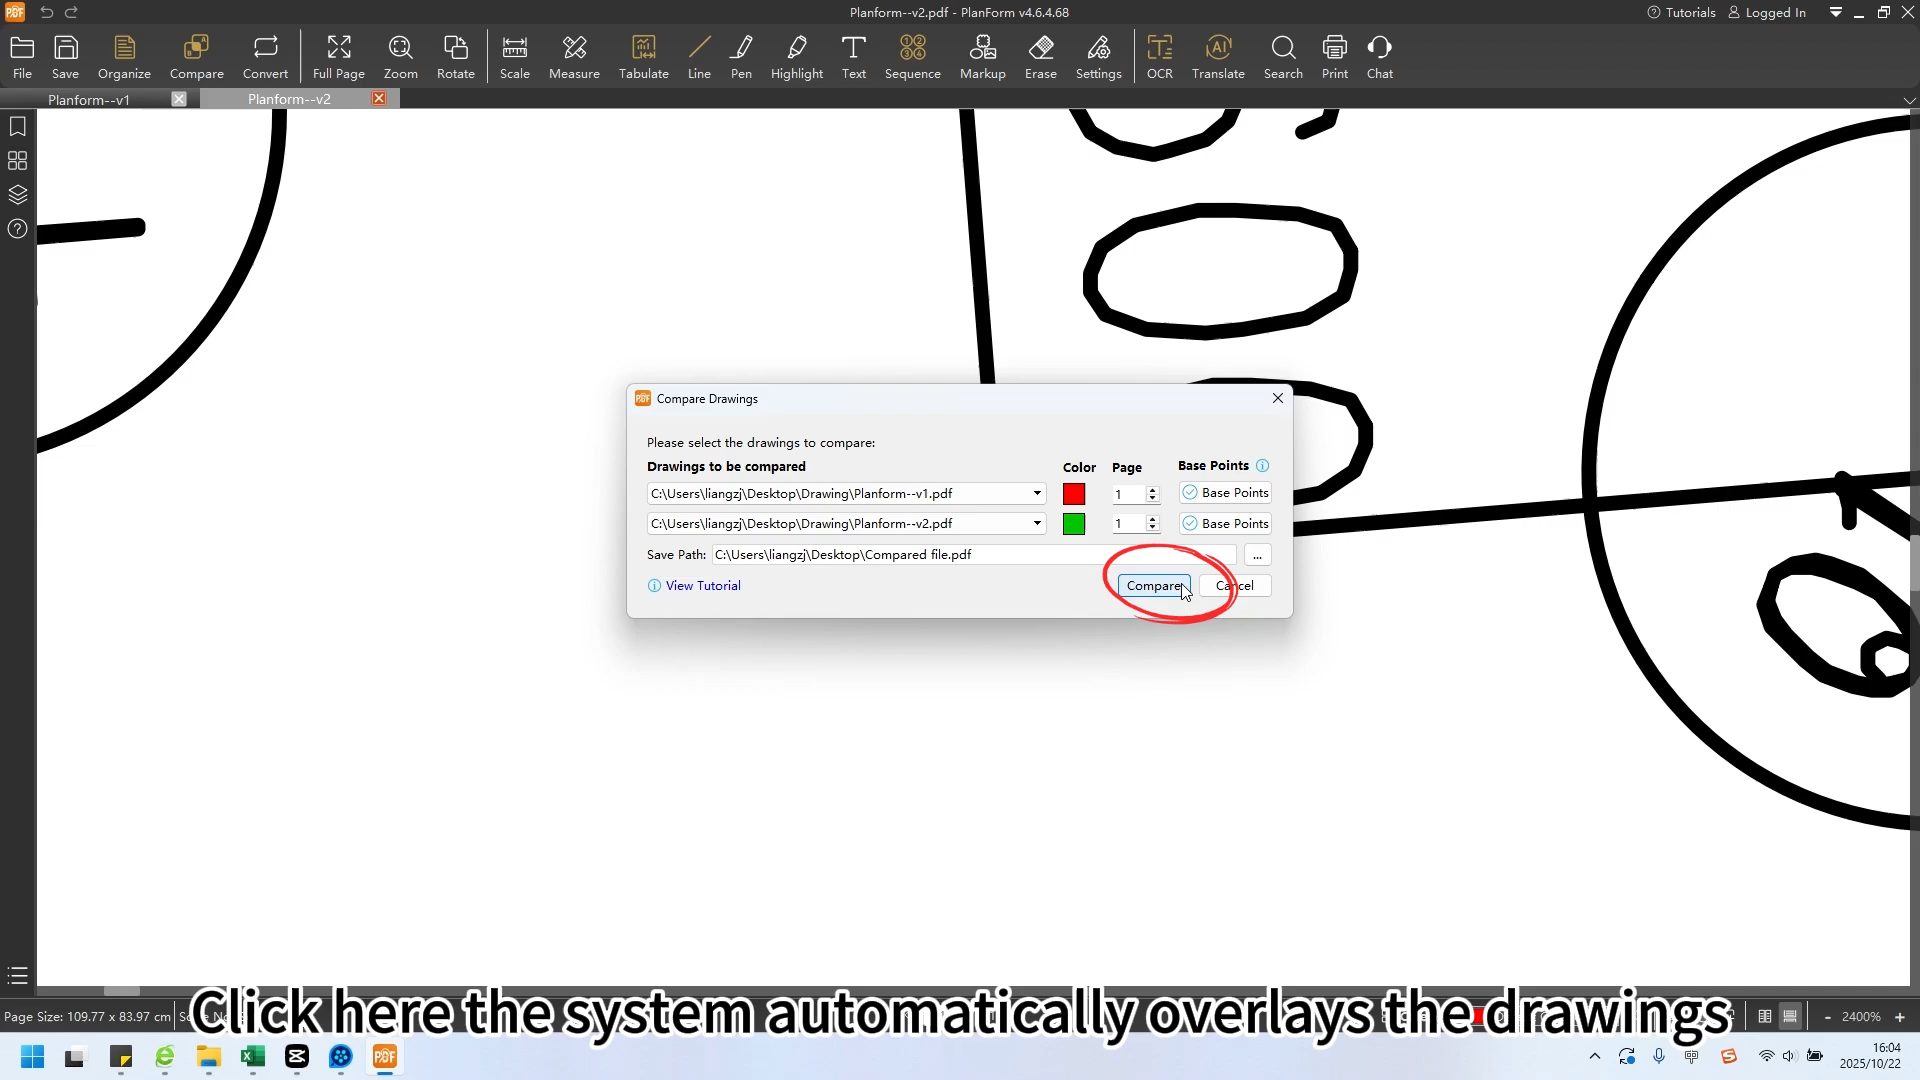 Planform--v2.pdf - PlanForm v4.6.4.68
Tutorials
Logged In
File
Save
Organize
Compare
Convert
Full Page
Zoom
Rotate
Scale
Measure
Tabulate
Line
Pen
Highlight
Text
Sequence
Markup
Erase
Settings
OCR
Translate
Search
Print
Chat
Planform--v1
Planform--v2
Compare Drawings
Please select the drawings to compare:
Drawings to be compared
Color
Page
Base Points
C:\Users\liangzj\Desktop\Drawing\Planform--v1.pdf
1
Base Points
C:\Users\liangzj\Desktop\Drawing\Planform--v2.pdf
1
Base Points
Save Path:
C:\Users\liangzj\Desktop\Compared file.pdf
...
View Tutorial
Compare
Cancel
Click here the system automatically overlays the drawings
Page Size: 109.77 x 83.97 cm
- 2400% +
16:04
2025/10/22